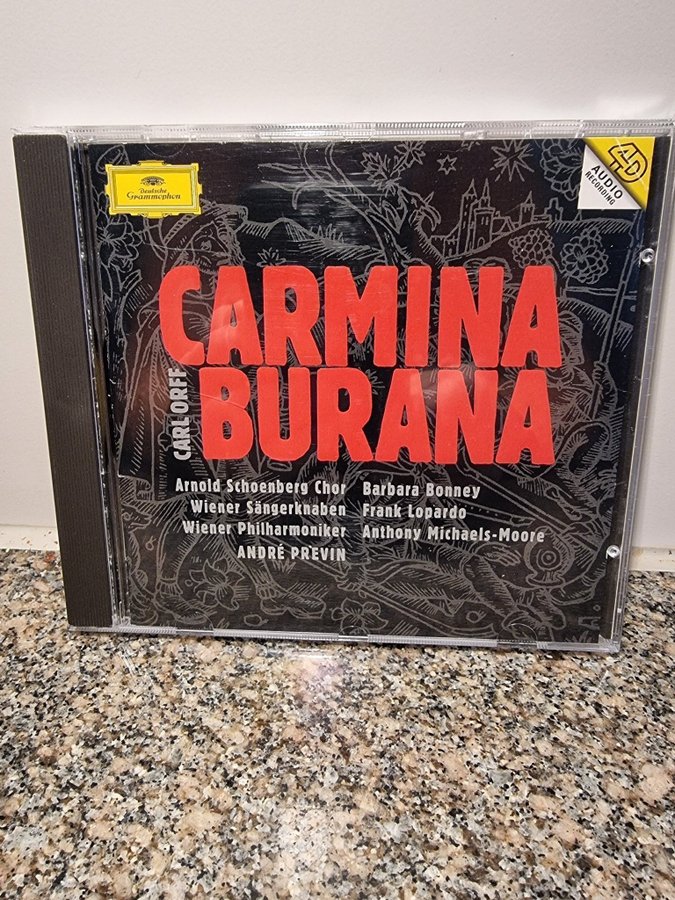 Deutsche
Grammophon
4D
AUDIO
RECORDING
CARL ORFF
CARMINA
BURANA
Arnold Schoenberg Chor
Wiener Sängerknaben
Wiener Philharmoniker
ANDRÉ PREVIN
Barbara Bonney
Frank Lopardo
Anthony Michaels-Moore